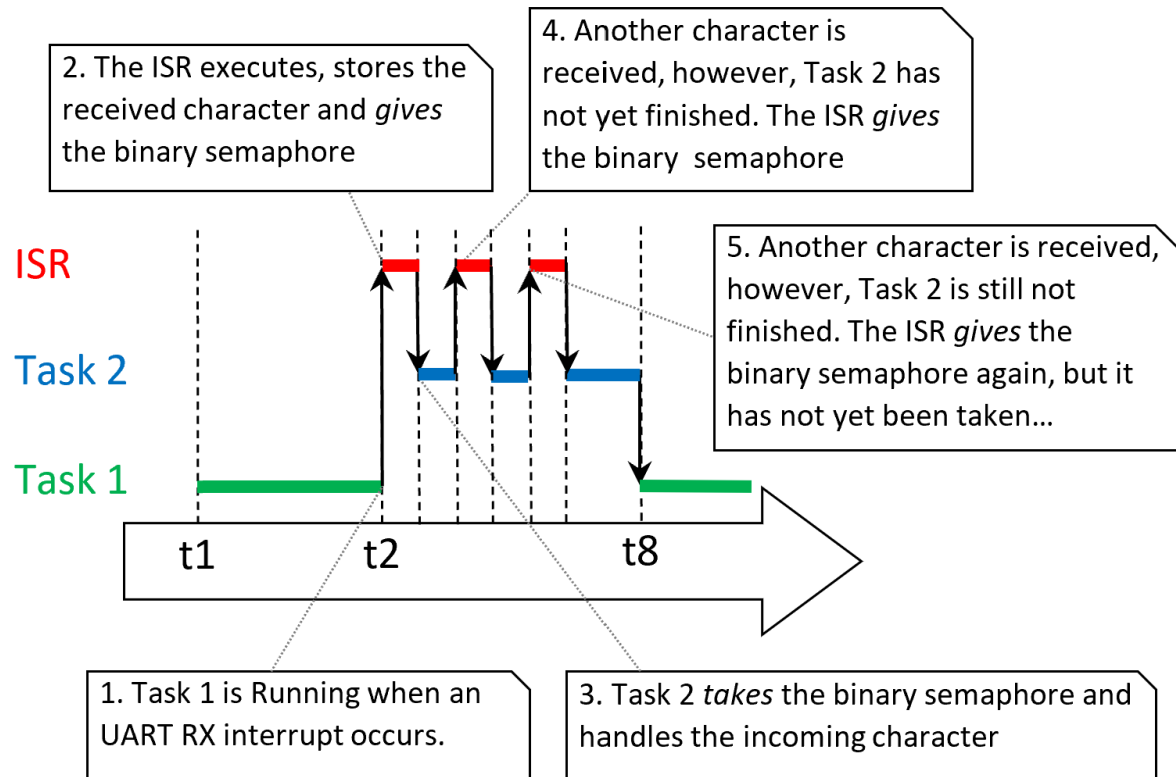 2. The ISR executes, stores the
received character and gives
the binary semaphore
4. Another character is
received, however, Task 2 has
not yet finished. The ISR gives
the binary semaphore
5. Another character is received,
however, Task 2 is still not
finished. The ISR gives the
binary semaphore again, but it
has not yet been taken…
ISR
Task 2
Task 1
t1
t2
t8
1. Task 1 is Running when an
UART RX interrupt occurs.
3. Task 2 takes the binary semaphore and
handles the incoming character